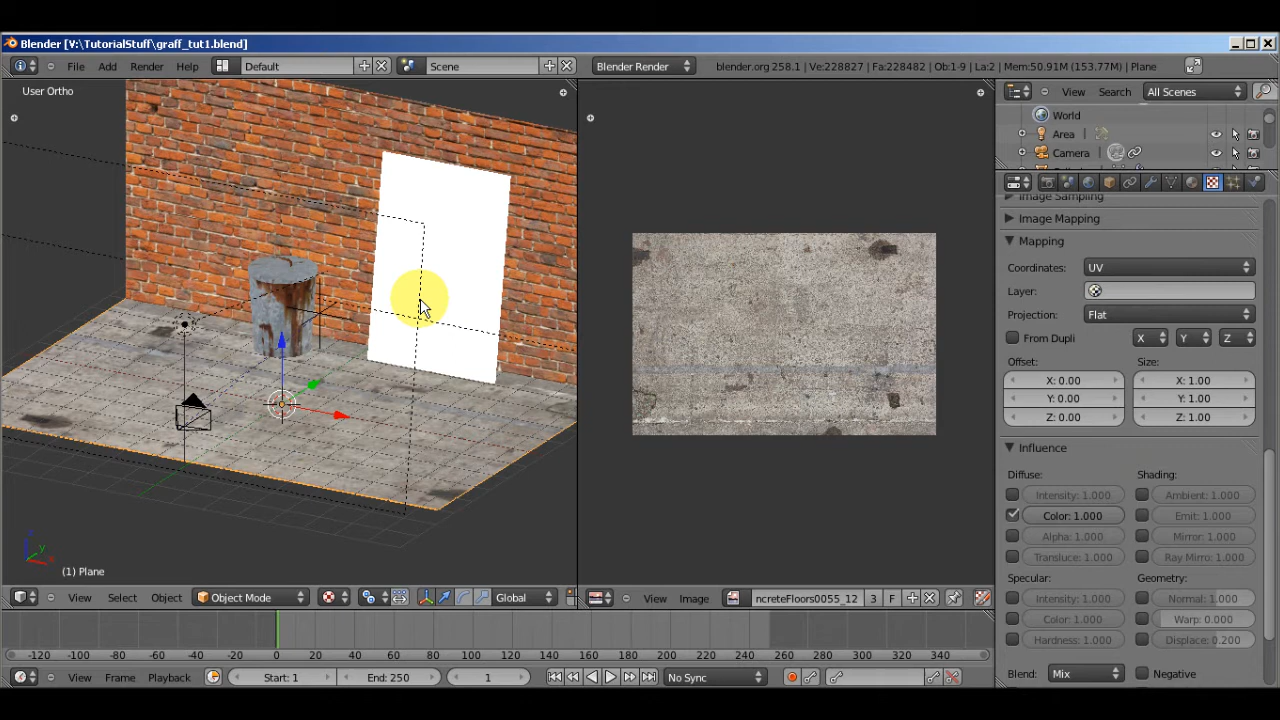 Blender [V:\TutorialStuff\graff_tut1.blend]
File Add Render Help Default Scene Blender Render blender.org 258.1 | Ve:228827 | Fa:228482 | Ob:1-9 | La:2 | Mem:50.91M (153.77M) | Plane
User Ortho
View Search All Scenes
World
Area
Camera
Image Sampling
Image Mapping
Mapping
Coordinates: UV
Layer:
Projection: Flat
From Dupli X Y Z
Offset: Size:
X: 0.00 X: 1.00
Y: 0.00 Y: 1.00
Z: 0.00 Z: 1.00
Influence
Diffuse: Shading:
Intensity: 1.000 Ambient: 1.000
Color: 1.000 Emit: 1.000
Alpha: 1.000 Mirror: 1.000
Transluce: 1.000 Ray Mirro: 1.000
Specular: Geometry:
Intensity: 1.000 Normal: 1.000
Color: 1.000 Warp: 0.000
Hardness: 1.000 Displace: 0.200
Blend: Mix Negative
(1) Plane
View Select Object Object Mode Global
View Image ncreteFloors0055_12 3 F
-120 -100 -80 -60 -40 -20 0 20 40 60 80 100 120 140 160 180 200 220 240 260 280 300 320 340
View Frame Playback Start: 1 End: 250 1 No Sync